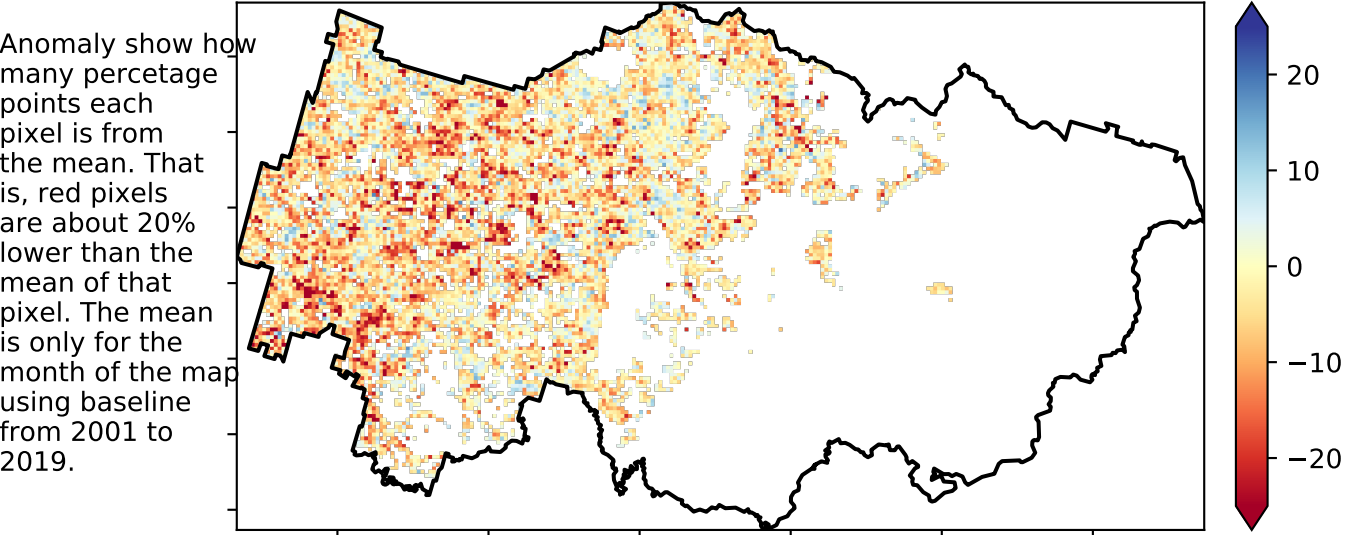 Anomaly show how
many percetage
points each
pixel is from
the mean. That
is, red pixels
are about 20%
lower than the
mean of that
pixel. The mean
is only for the
month of the map
using baseline
from 2001 to
2019.
20
10
0
−10
−20